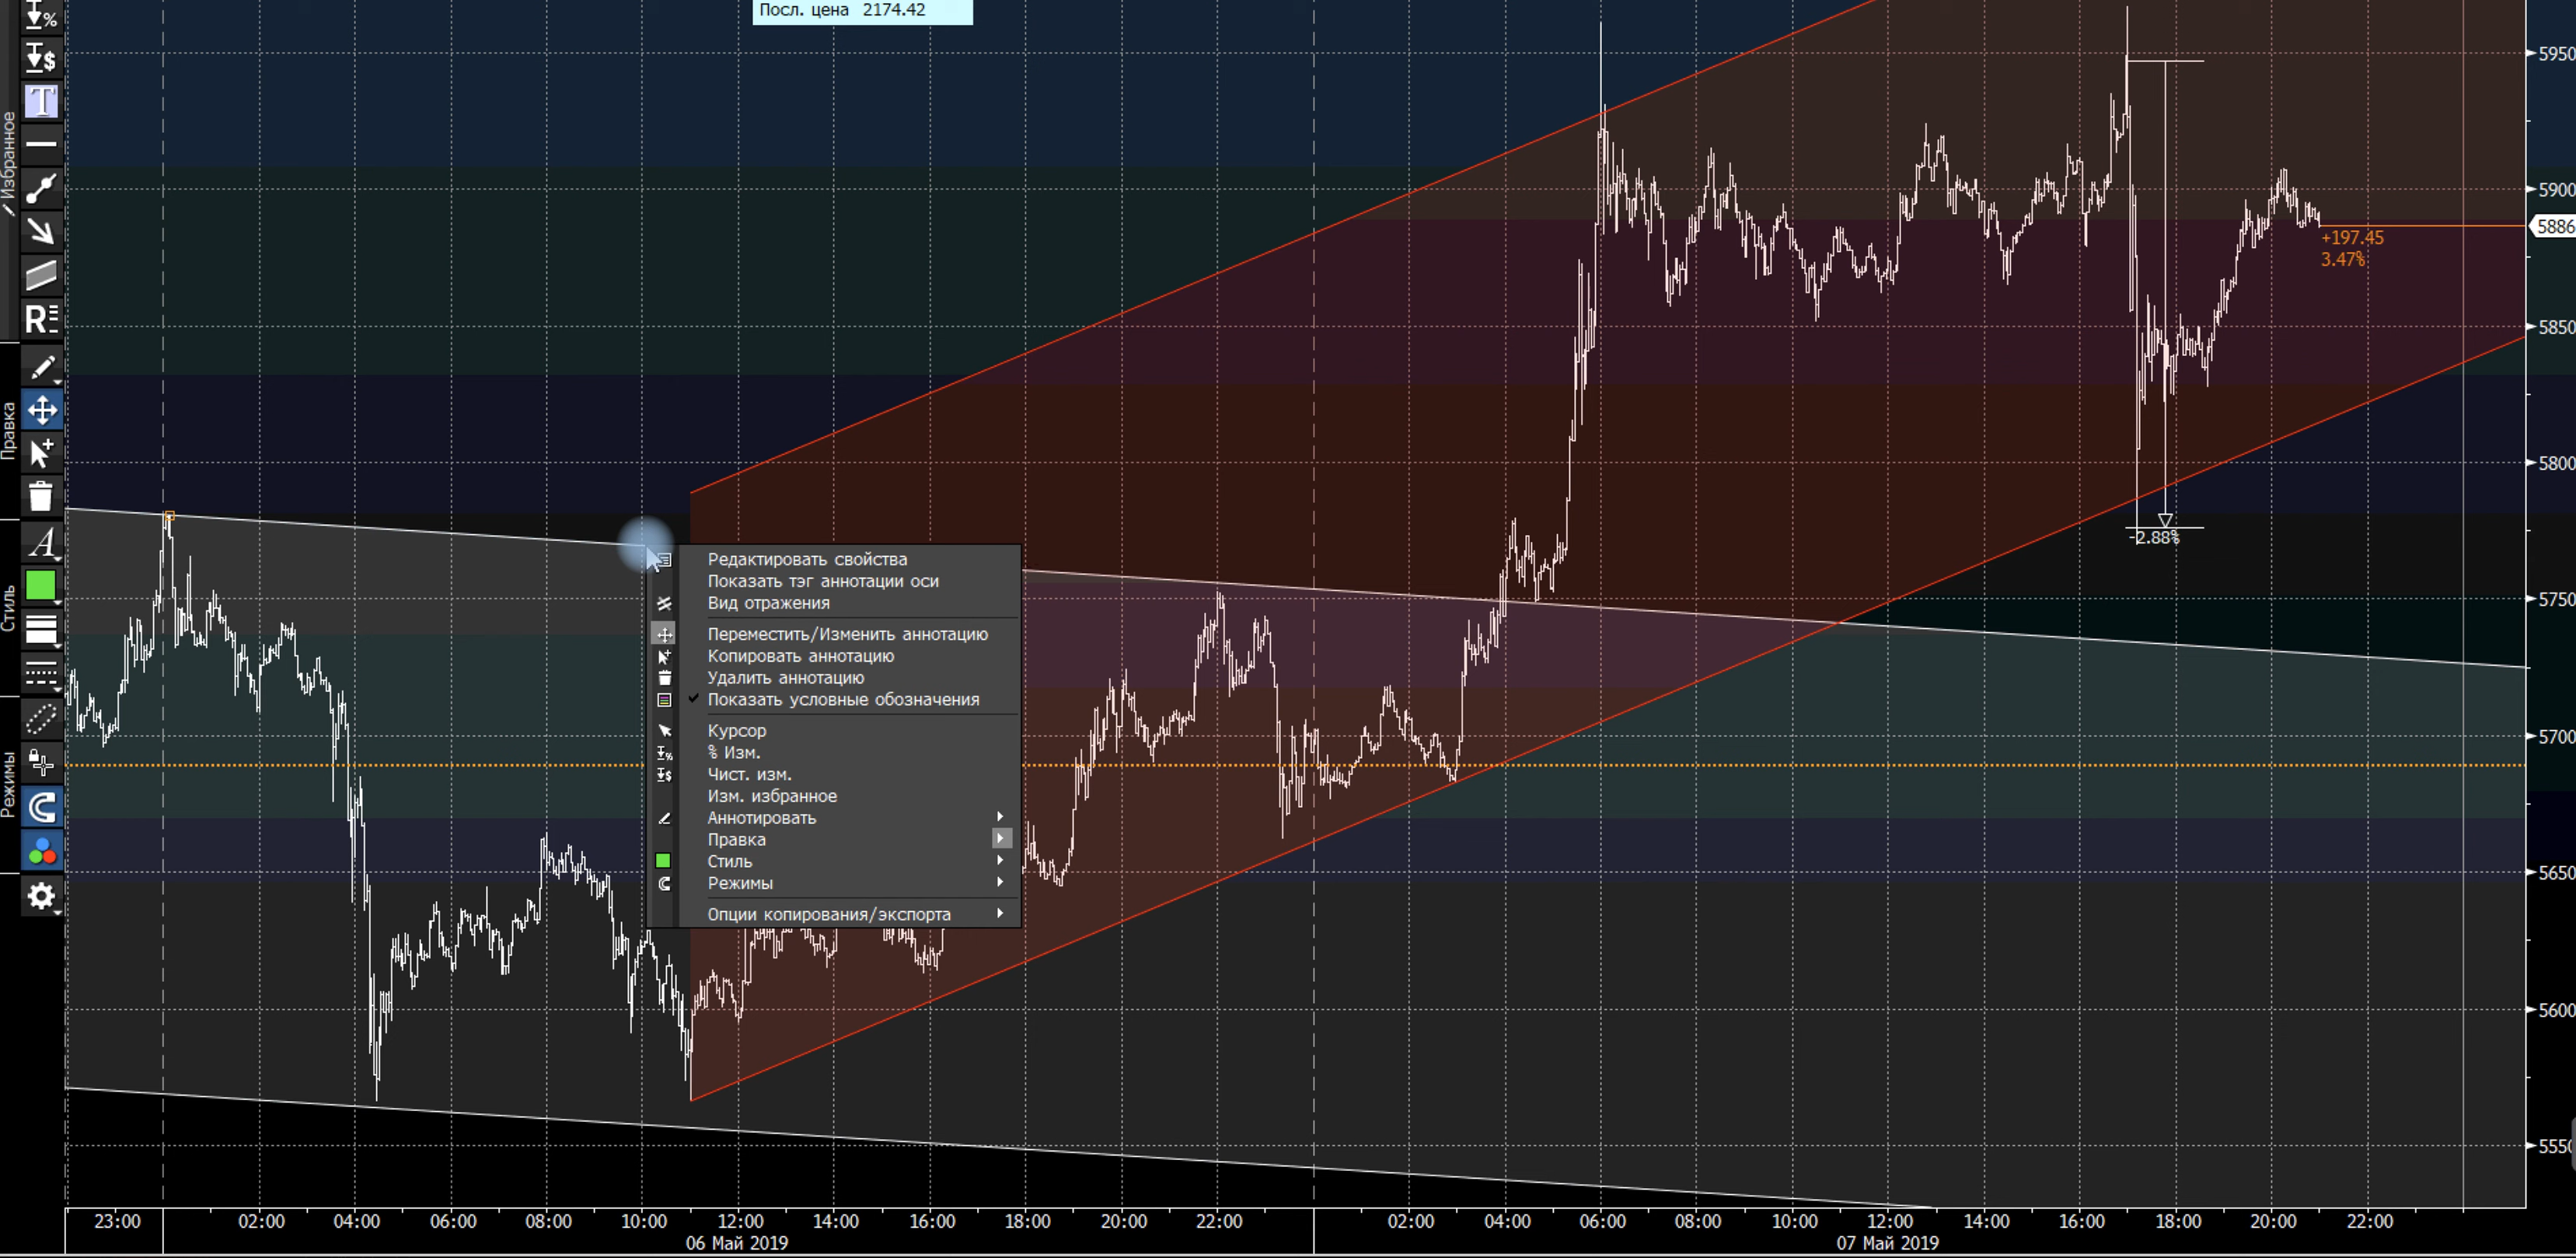 Посл. цена 2174.42
%
$
T
R
A
Избранное
Правка
Стиль
Режимы
5950
5900
5886
+197.45
3.47%
5850
5800
-2.88%
5750
5700
5650
5600
5550
Редактировать свойства
Показать тэг аннотации оси
Вид отражения
Переместить/Изменить аннотацию
Копировать аннотацию
Удалить аннотацию
Показать условные обозначения
Курсор
% Изм.
Чист. изм.
Изм. избранное
Аннотировать
Правка
Стиль
Режимы
Опции копирования/экспорта
23:00 02:00 04:00 06:00 08:00 10:00 12:00 14:00 16:00 18:00 20:00 22:00 02:00 04:00 06:00 08:00 10:00 12:00 14:00 16:00 18:00 20:00 22:00
06 Май 2019 07 Май 2019